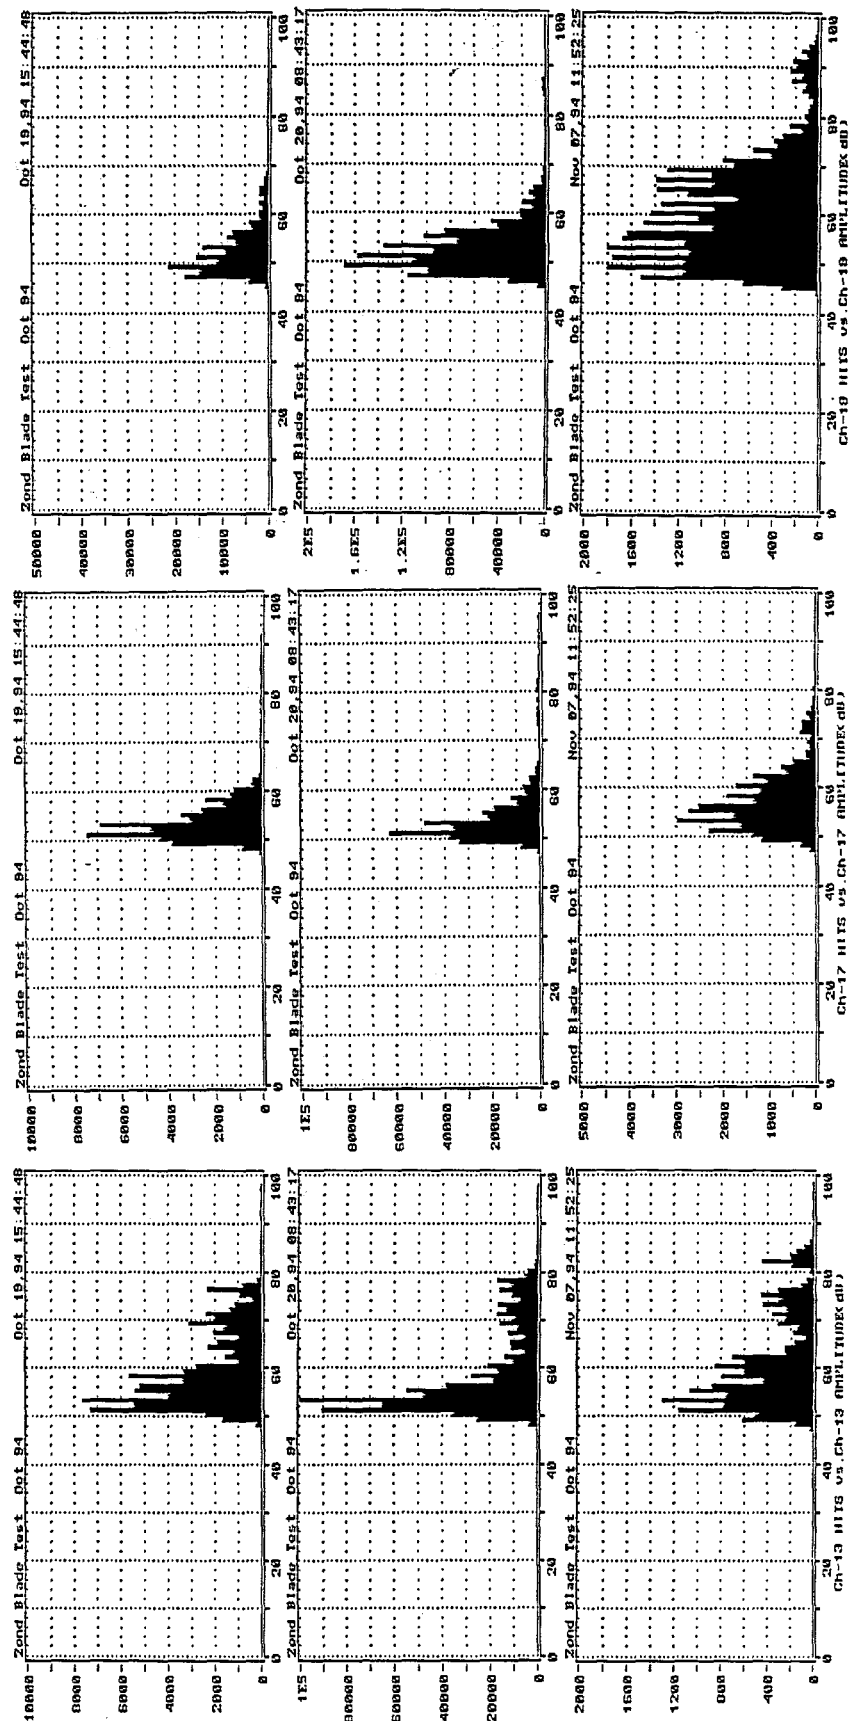 Zond Blade Test Oct 94 Oct 19,94 15:44:48
10000
8000
6000
4000
2000
0
0 20 40 60 80 100
Zond Blade Test Oct 94 Oct 19,94 15:44:48
10000
8000
6000
4000
2000
0
0 20 40 60 80 100
Zond Blade Test Oct 94 Oct 19,94 15:44:48
50000
40000
30000
20000
10000
0
0 20 40 60 80 100
Zond Blade Test Oct 94 Oct 20,94 08:43:17
1E5
80000
60000
40000
20000
0
0 20 40 60 80 100
Zond Blade Test Oct 94 Oct 20,94 08:43:17
1E5
80000
60000
40000
20000
0
0 20 40 60 80 100
Zond Blade Test Oct 94 Oct 20,94 08:43:17
2E5
1.6E5
1.2E5
80000
40000
0
0 20 40 60 80 100
Zond Blade Test Oct 94 Nov 07,94 11:52:25
2000
1600
1200
800
400
0
0 20 40 60 80 100
Ch-13 HITS vs.Ch-13 AMPLITUDE(dB)
Zond Blade Test Oct 94 Nov 07,94 11:52:25
5000
4000
3000
2000
1000
0
0 20 40 60 80 100
Ch-17 HITS vs.Ch-17 AMPLITUDE(dB)
Zond Blade Test Oct 94 Nov 07,94 11:52:25
2000
1600
1200
800
400
0
0 20 40 60 80 100
Ch-19 HITS vs.Ch-19 AMPLITUDE(dB)